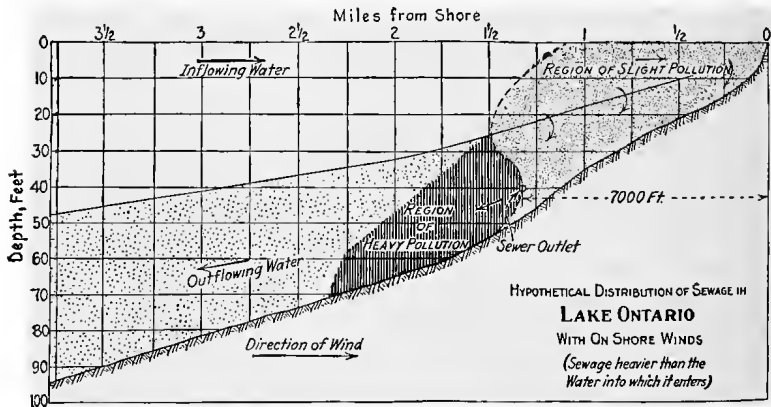 Miles from Shore
3½ 3 2½ 2 1½ 1 ½ 0
Depth, Feet
0
10
20
30
40
50
60
70
80
90
100
Inflowing Water
REGION OF SLIGHT POLLUTION
REGION
OF
HEAVY POLLUTION
7000 Ft.
Sewer Outlet
Outflowing Water
Direction of Wind
HYPOTHETICAL DISTRIBUTION OF SEWAGE IN
LAKE ONTARIO
WITH ON SHORE WINDS
(Sewage heavier than the
Water into which it enters)